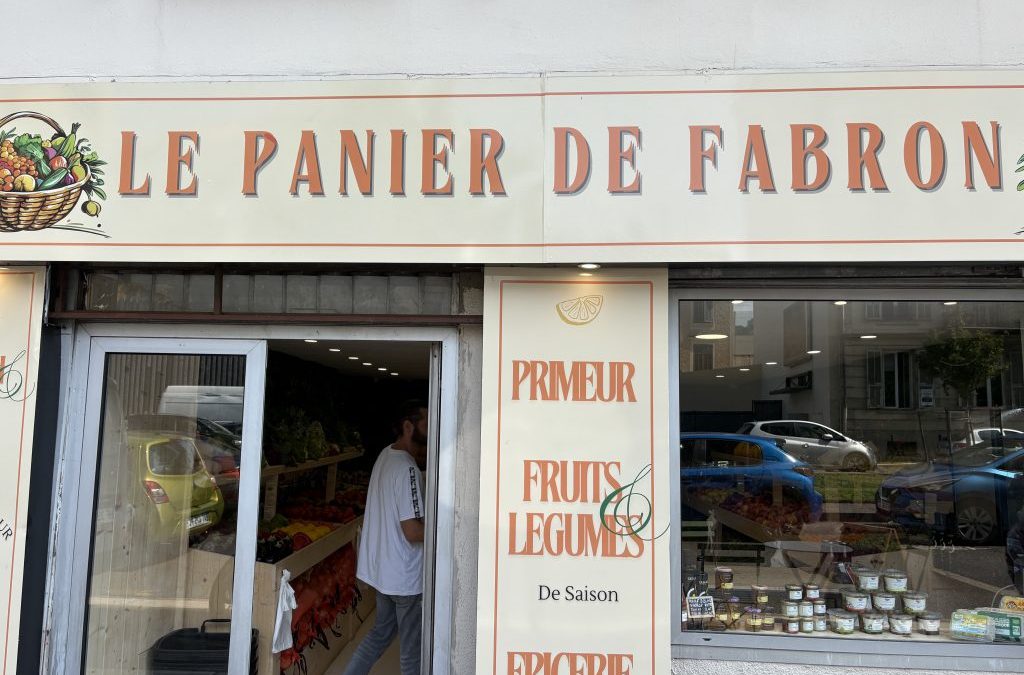 LE PANIER DE FABRON
PRIMEUR
FRUITS &
LEGUMES
De Saison
EPICERIE